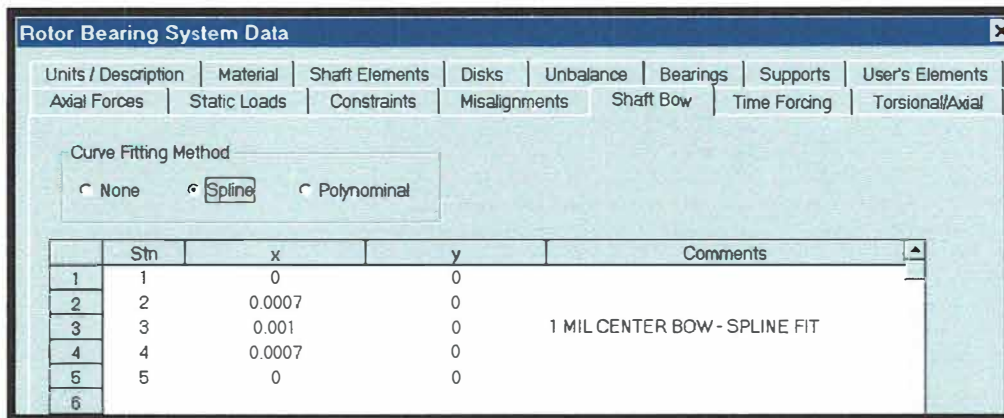 Rotor Bearing System Data
Units / Description Material Shaft Elements Disks Unbalance Bearings Supports User's Elements
Axial Forces Static Loads Constraints Misalignments Shaft Bow Time Forcing Torsional/Axial
Curve Fitting Method
None Spline Polynominal
Stn x y Comments
1 1 0 0
2 2 0.0007 0
3 3 0.001 0 1 MIL CENTER BOW - SPLINE FIT
4 4 0.0007 0
5 5 0 0
6